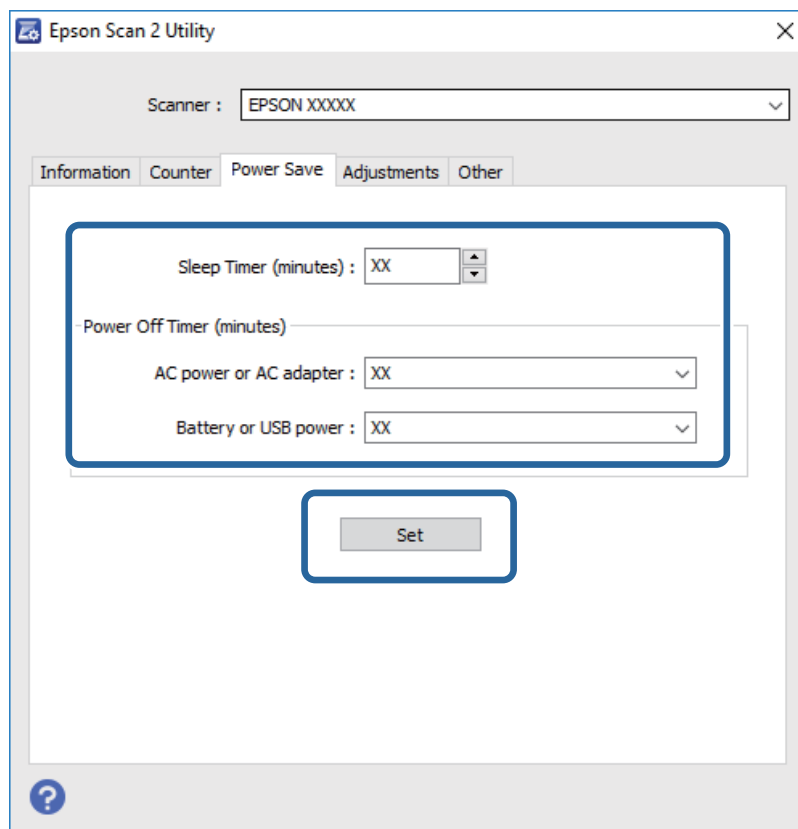 Epson Scan 2 Utility
Scanner : EPSON XXXXX
Information Counter Power Save Adjustments Other
Sleep Timer (minutes) : XX
Power Off Timer (minutes)
AC power or AC adapter : XX
Battery or USB power : XX
Set
?